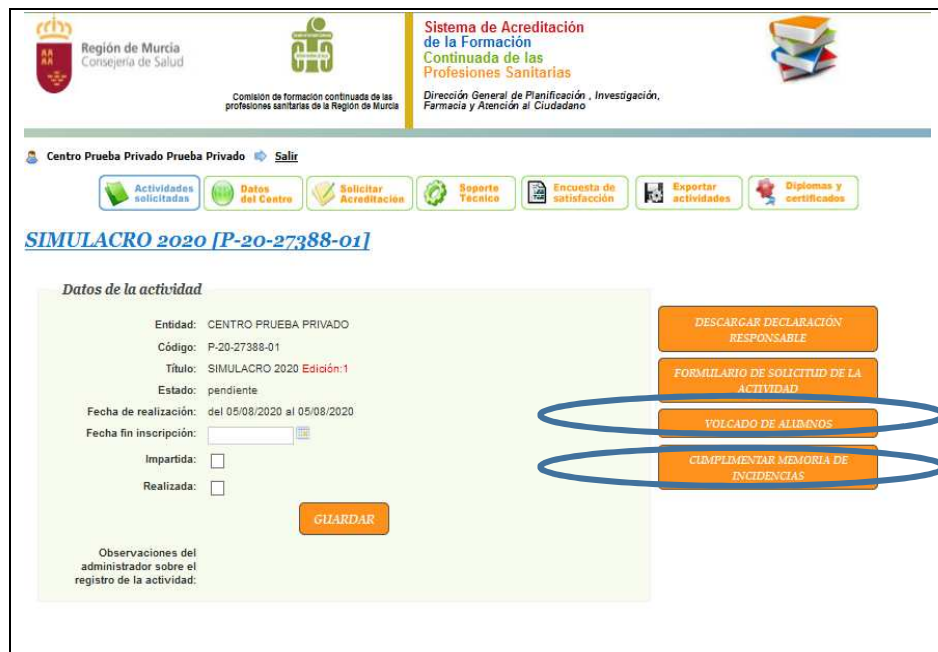 Región de Murcia
Consejería de Salud
Comisión de formación continuada de las
profesiones sanitarias de la Región de Murcia
Sistema de Acreditación
de la Formación
Continuada de las
Profesiones Sanitarias
Dirección General de Planificación , Investigación,
Farmacia y Atención al Ciudadano
Centro Prueba Privado Prueba Privado Salir
Actividades
solicitadas
Datos
del Centro
Solicitar
Acreditación
Soporte
Técnico
Encuesta de
satisfacción
Exportar
actividades
Diplomas y
certificados
SIMULACRO 2020 [P-20-27388-01]
Datos de la actividad
Entidad: CENTRO PRUEBA PRIVADO
Código: P-20-27388-01
Título: SIMULACRO 2020 Edición:1
Estado: pendiente
Fecha de realización: del 05/08/2020 al 05/08/2020
Fecha fin inscripción:
Impartida:
Realizada:
GUARDAR
Observaciones del
administrador sobre el
registro de la actividad:
DESCARGAR DECLARACIÓN
RESPONSABLE
FORMULARIO DE SOLICITUD DE LA
ACTIVIDAD
VOLCADO DE ALUMNOS
CUMPLIMENTAR MEMORIA DE
INCIDENCIAS